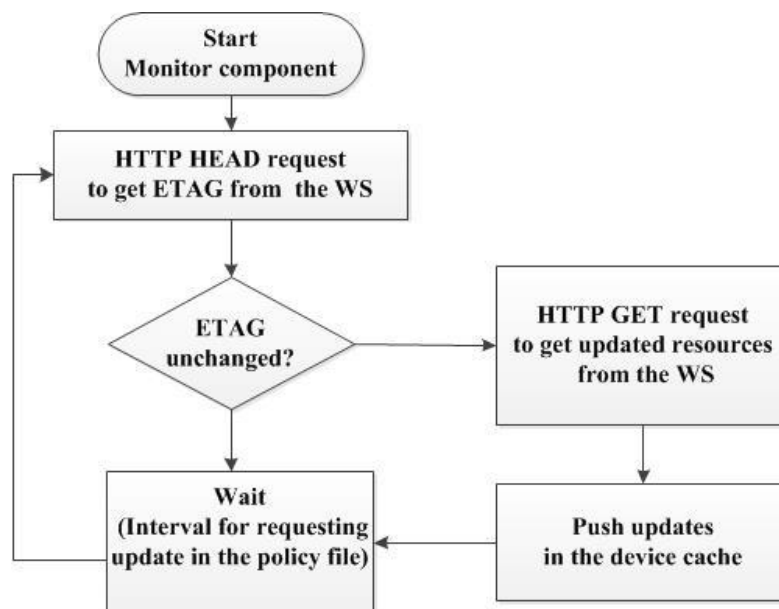 Start
Monitor component
HTTP HEAD request
to get ETAG from the WS
ETAG
unchanged?
HTTP GET request
to get updated resources
from the WS
Wait
(Interval for requesting
update in the policy file)
Push updates
in the device cache